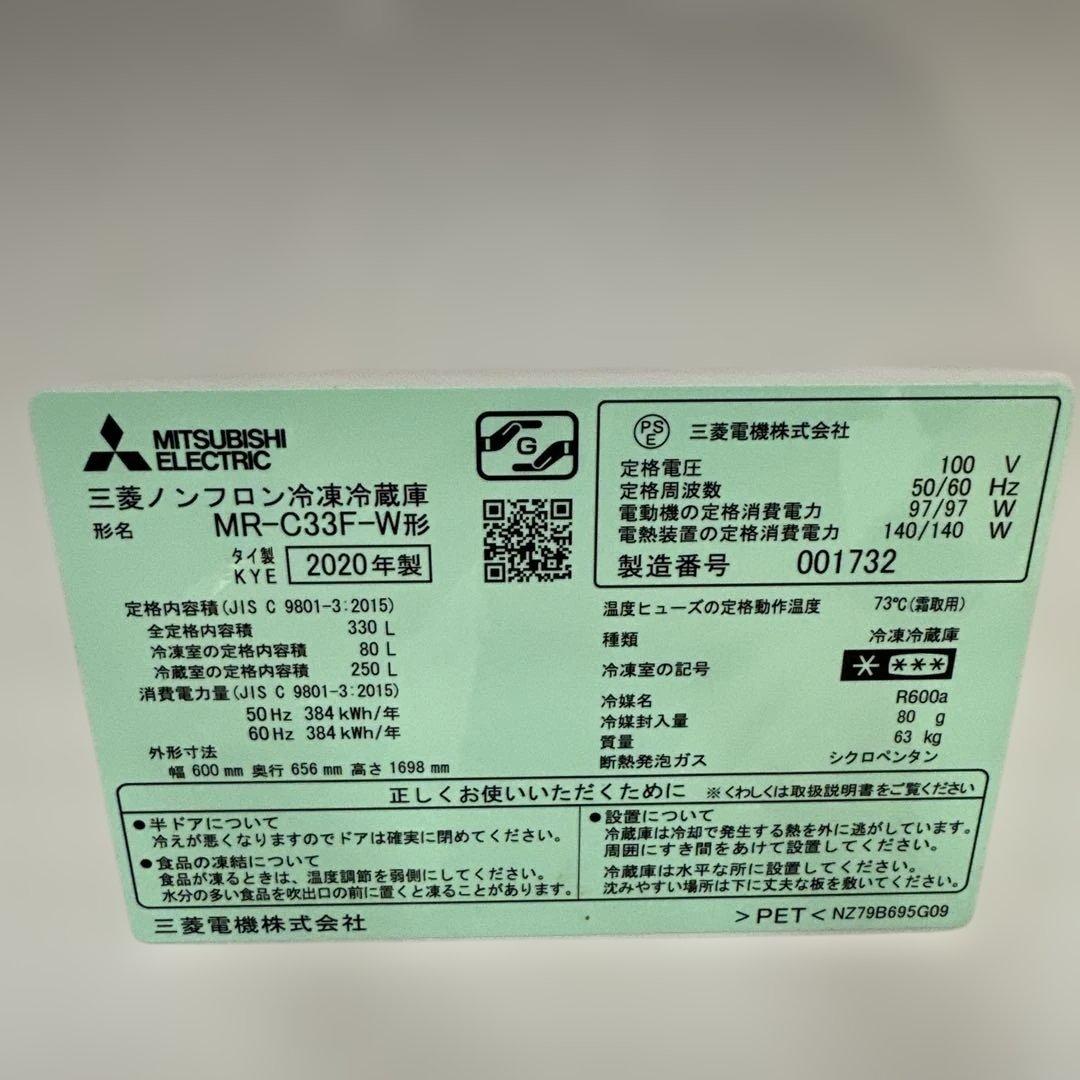 MITSUBISHI
ELECTRIC
三菱ノンフロン冷凍冷蔵庫
形名 MR-C33F-W形
タイ製
KYE 2020年製
定格内容積(JIS C 9801-3:2015)
全定格内容積 330 L
冷凍室の定格内容積 80 L
冷蔵室の定格内容積 250 L
消費電力量(JIS C 9801-3:2015)
50Hz 384kWh/年
60Hz 384kWh/年
外形寸法
幅 600mm 奥行 656mm 高さ 1698mm
G
PSE 三菱電機株式会社
定格電圧 100 V
定格周波数 50/60 Hz
電動機の定格消費電力 97/97 W
電熱装置の定格消費電力 140/140 W
製造番号 001732
温度ヒューズの定格動作温度 73℃(霜取用)
種類 冷凍冷蔵庫
冷凍室の記号 * ***
冷媒名 R600a
冷媒封入量 80 g
質量 63 kg
断熱発泡ガス シクロペンタン
正しくお使いいただくために ※くわしくは取扱説明書をご覧ください
●半ドアについて
冷えが悪くなりますのでドアは確実に閉めてください。
●食品の凍結について
食品が凍るときは、温度調節を弱側にしてください。
水分の多い食品を吹出口の前に置くと凍ることがあります。
●設置について
冷蔵庫は冷却で発生する熱を外に逃がしています。
周囲にすき間をあけて設置してください。
冷蔵庫は水平な所に設置してください。
沈みやすい場所は下に丈夫な板を敷いてください。
三菱電機株式会社
>PET< NZ79B695G09